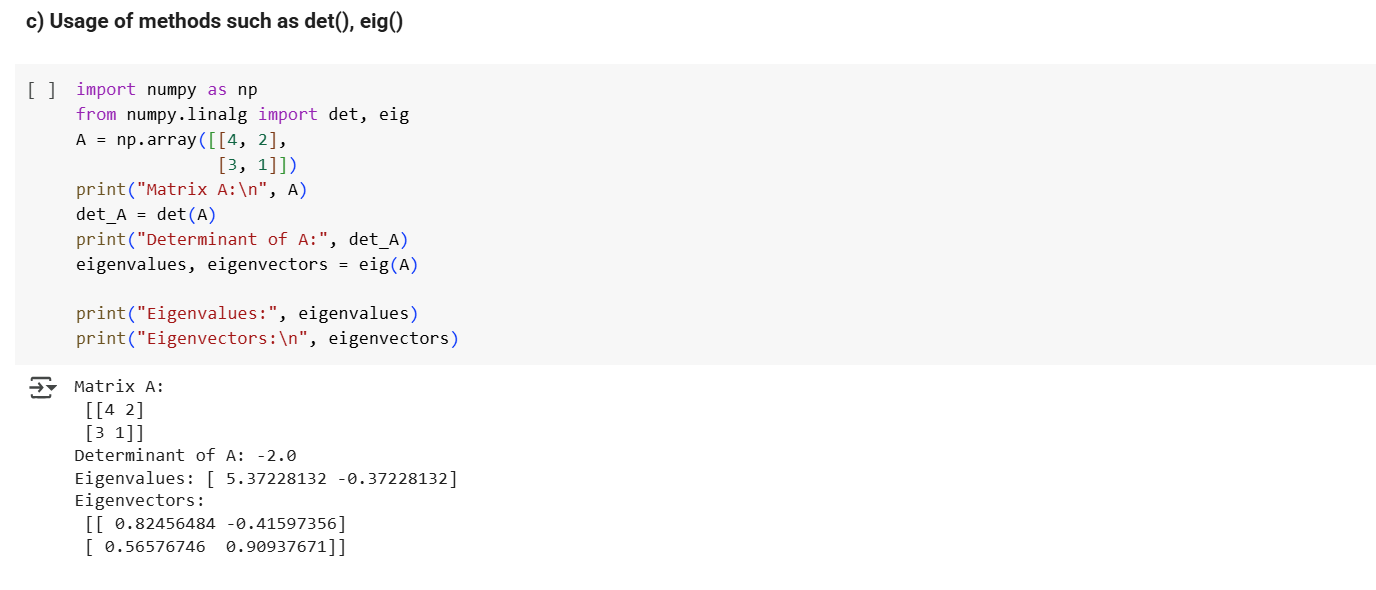 c) Usage of methods such as det(), eig()
[ ] import numpy as np
from numpy.linalg import det, eig
A = np.array([[4, 2],
              [3, 1]])
print("Matrix A:\n", A)
det_A = det(A)
print("Determinant of A:", det_A)
eigenvalues, eigenvectors = eig(A)
print("Eigenvalues:", eigenvalues)
print("Eigenvectors:\n", eigenvectors)
Matrix A:
 [[4 2]
 [3 1]]
Determinant of A: -2.0
Eigenvalues: [ 5.37228132 -0.37228132]
Eigenvectors:
 [[ 0.82456484 -0.41597356]
 [ 0.56576746  0.90937671]]